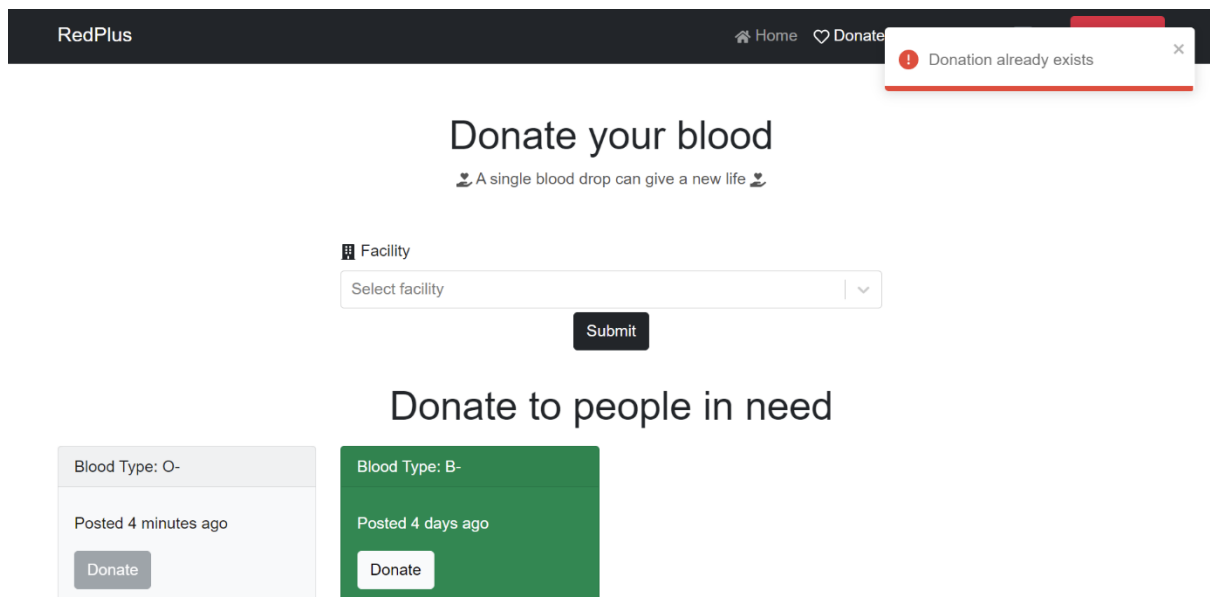 RedPlus
Home Donate
Donation already exists
Donate your blood
A single blood drop can give a new life
Facility
Select facility
Submit
Donate to people in need
Blood Type: O-
Posted 4 minutes ago
Donate
Blood Type: B-
Posted 4 days ago
Donate